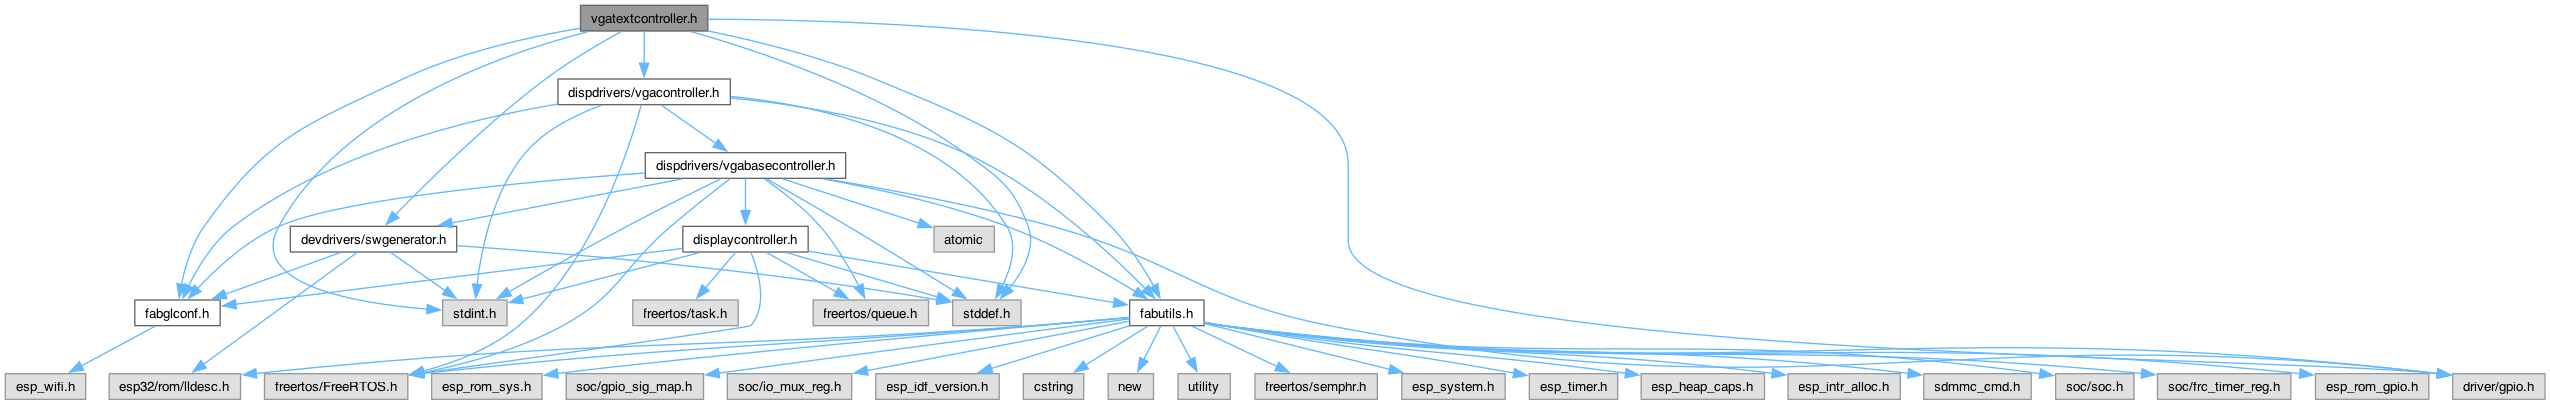 vgatextcontroller.h
dispdrivers/vgacontroller.h
dispdrivers/vgabasecontroller.h
devdrivers/swgenerator.h
displaycontroller.h
atomic
fabglconf.h
stdint.h
freertos/task.h
freertos/queue.h
stddef.h
fabutils.h
esp_wifi.h
esp32/rom/lldesc.h
freertos/FreeRTOS.h
esp_rom_sys.h
soc/gpio_sig_map.h
soc/io_mux_reg.h
esp_idf_version.h
cstring
new
utility
freertos/semphr.h
esp_system.h
esp_timer.h
esp_heap_caps.h
esp_intr_alloc.h
sdmmc_cmd.h
soc/soc.h
soc/frc_timer_reg.h
esp_rom_gpio.h
driver/gpio.h